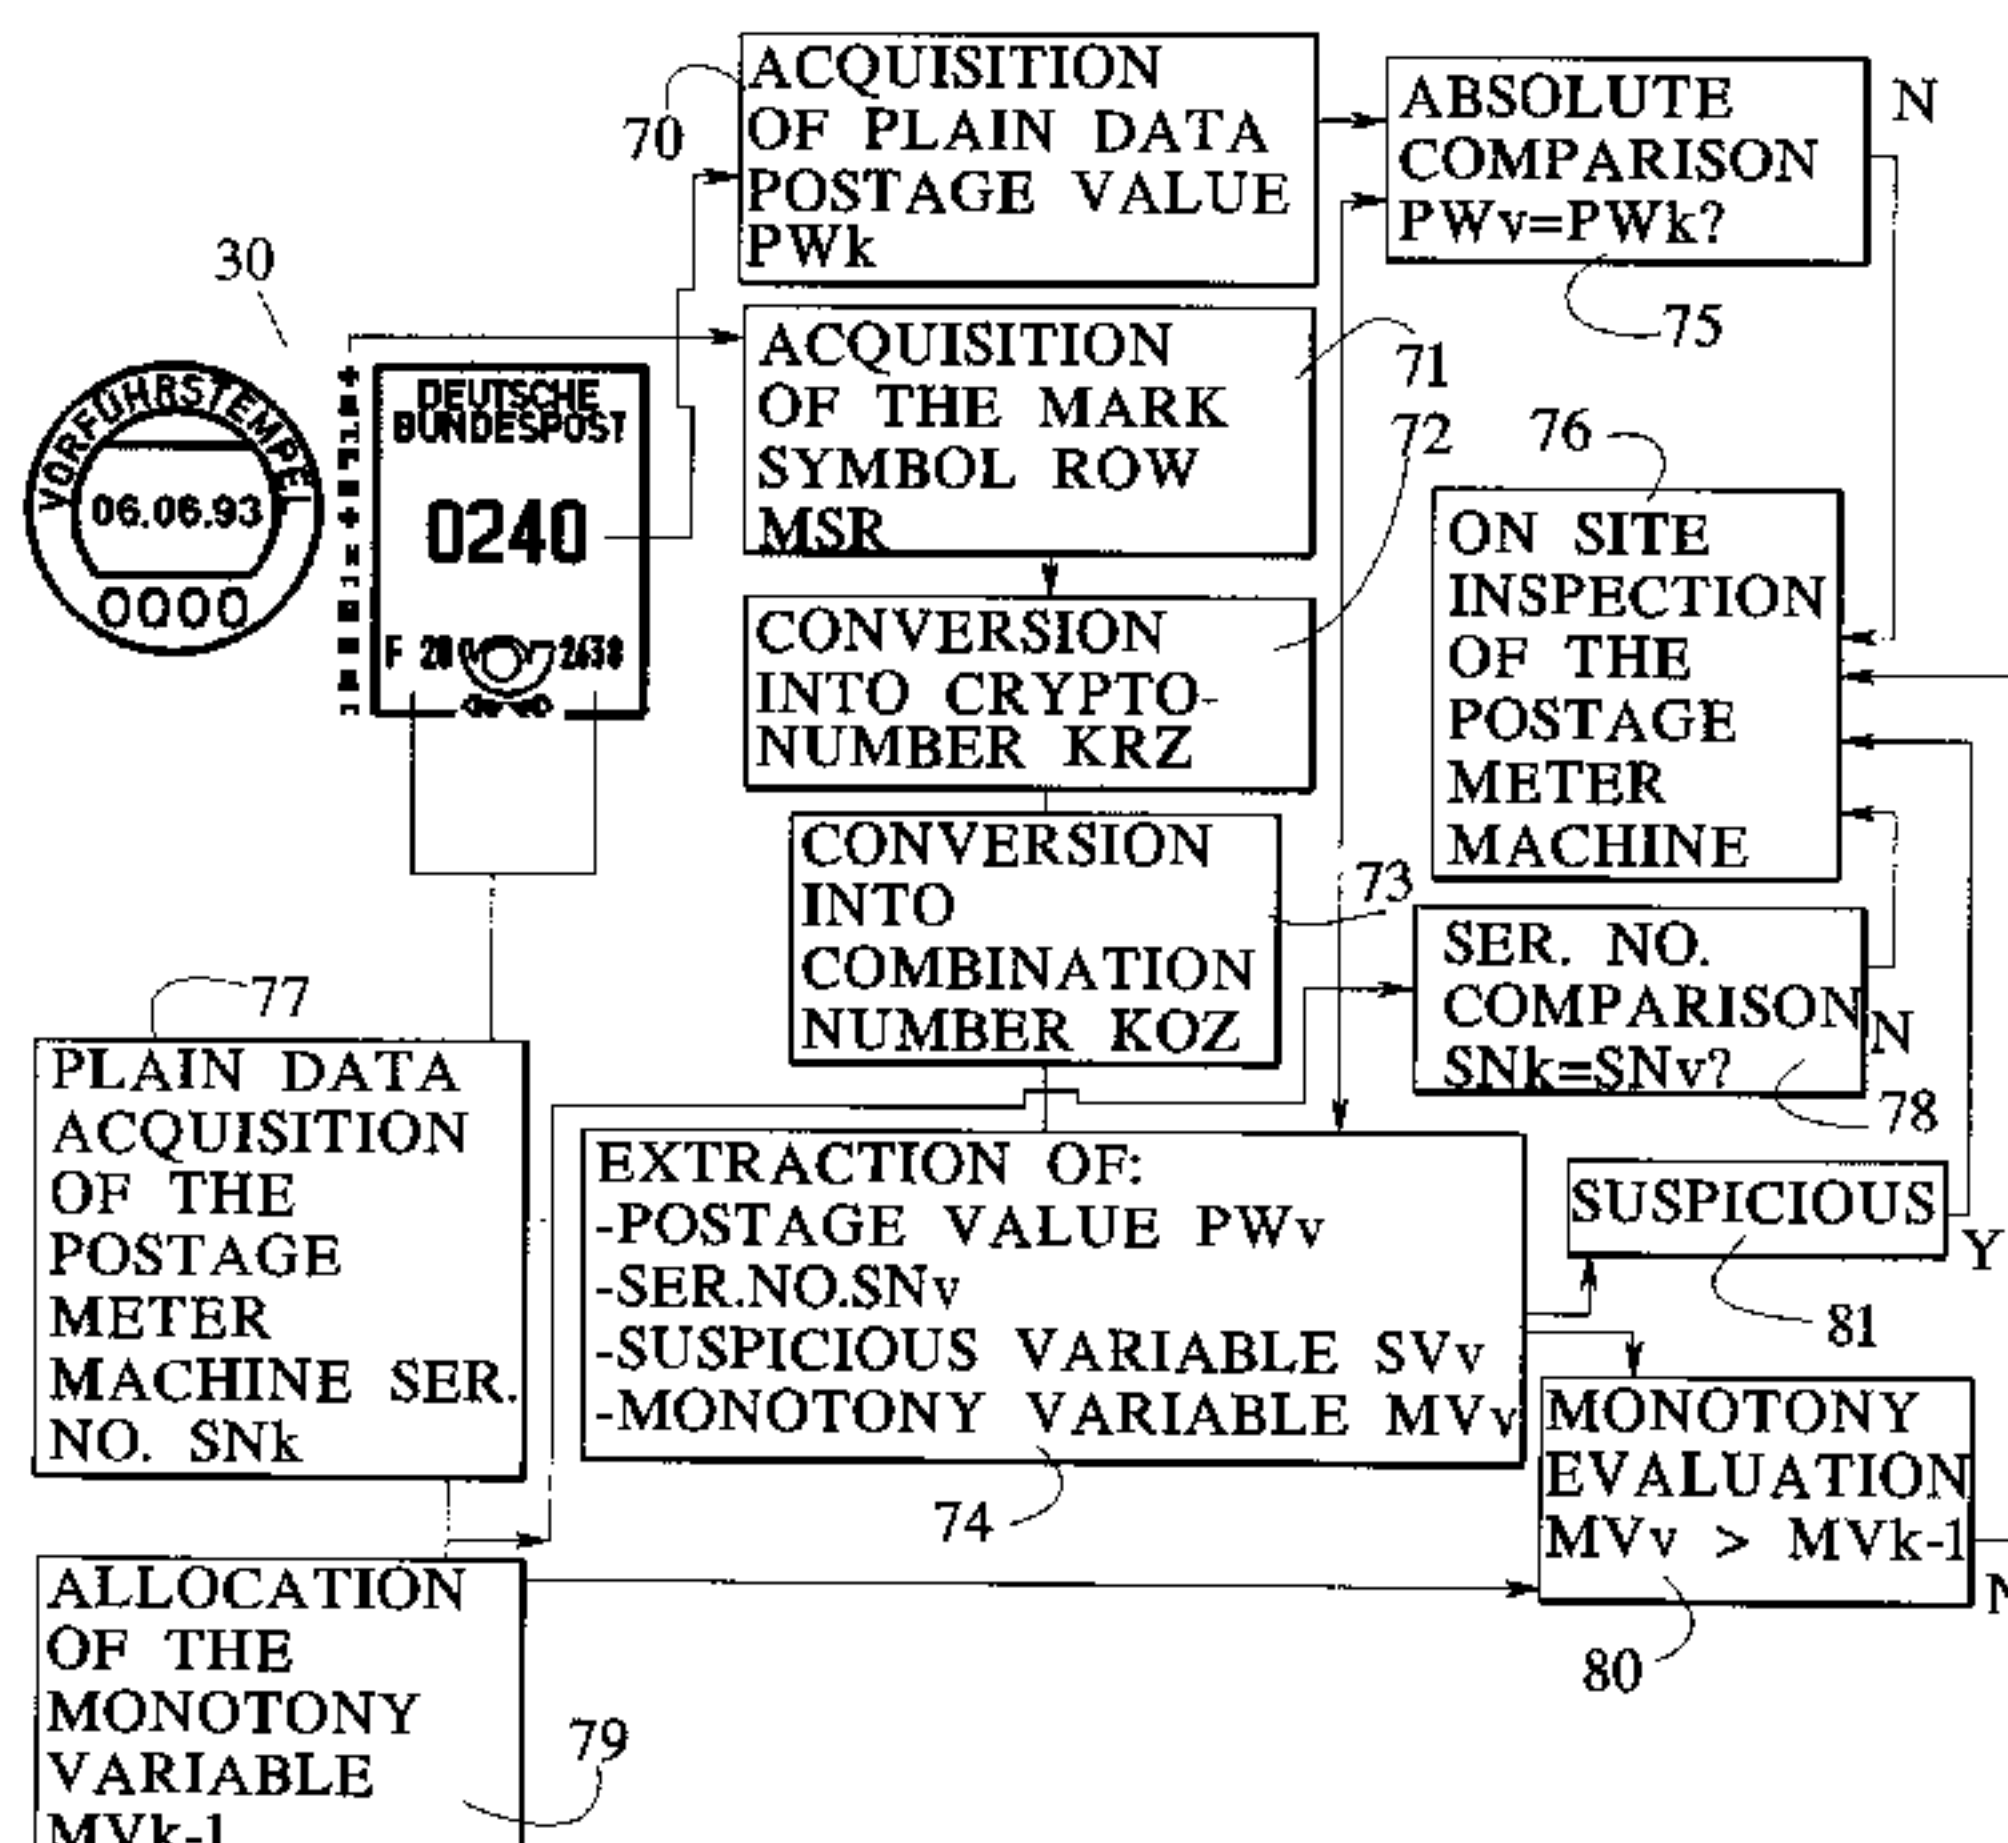 70
ACQUISITION
OF PLAIN DATA
POSTAGE VALUE
PWk
ABSOLUTE
COMPARISON
PWv=PWk?
N
75
30
VORFÜHRSTEMPEL
06.06.93
0000
DEUTSCHE
BUNDESPOST
0240
F 2638
ACQUISITION
OF THE MARK
SYMBOL ROW
MSR
71
72
CONVERSION
INTO CRYPTO-
NUMBER KRZ
76
ON SITE
INSPECTION
OF THE
POSTAGE
METER
MACHINE
CONVERSION
INTO
COMBINATION
NUMBER KOZ
73
SER. NO.
COMPARISON
SNk=SNv?
N
78
77
PLAIN DATA
ACQUISITION
OF THE
POSTAGE
METER
MACHINE SER.
NO. SNk
EXTRACTION OF:
-POSTAGE VALUE PWv
-SER.NO.SNv
-SUSPICIOUS VARIABLE SVv
-MONOTONY VARIABLE MVv
74
SUSPICIOUS
Y
81
MONOTONY
EVALUATION
MVv > MVk-1
N
80
ALLOCATION
OF THE
MONOTONY
VARIABLE
MVk-1
79